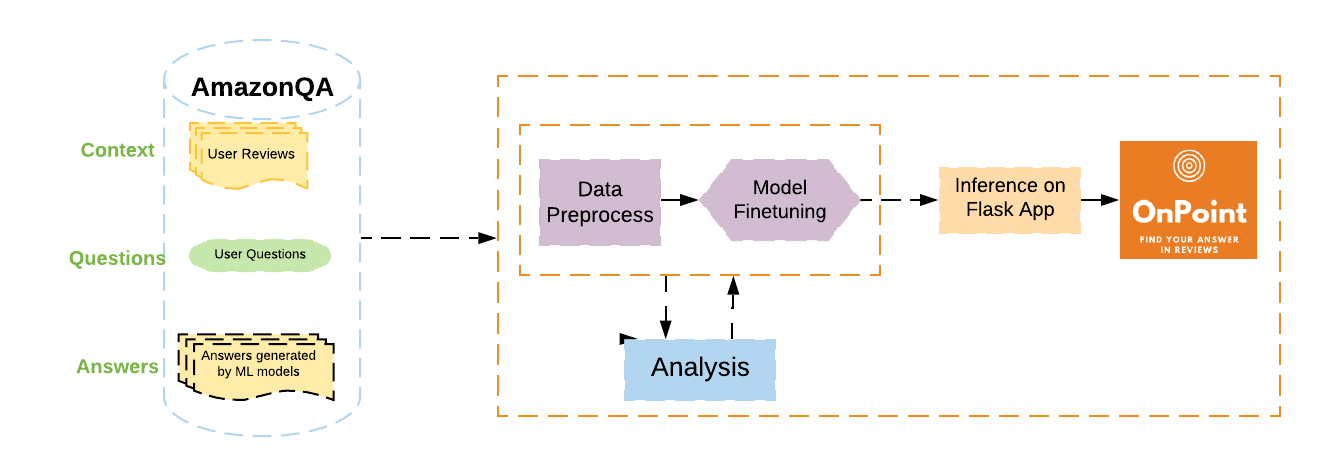 AmazonQA
Context
User Reviews
Questions
User Questions
Answers
Answers generated
by ML models
Data
Preprocess
Model
Finetuning
Analysis
Inference on
Flask App
OnPoint
FIND YOUR ANSWER
IN REVIEWS